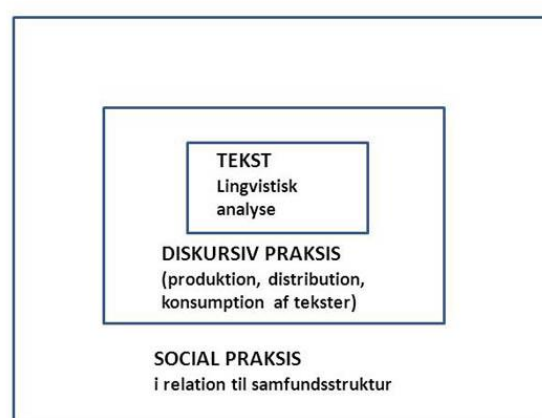 TEKST
Lingvistisk
analyse
DISKURSIV PRAKSIS
(produktion, distribution,
konsumption af tekster)
SOCIAL PRAKSIS
i relation til samfundsstruktur